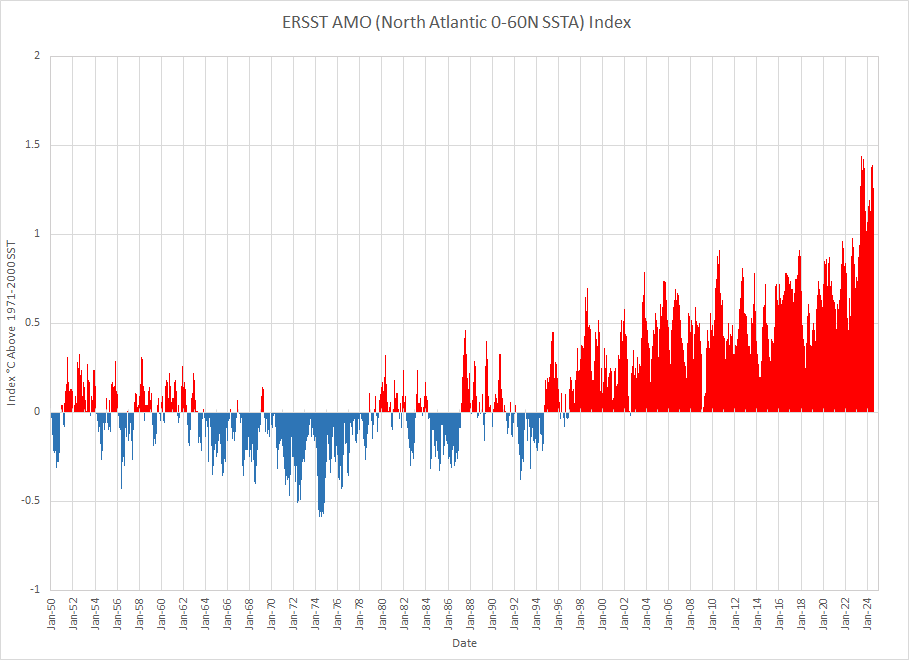 ERSST AMO (North Atlantic 0-60N SSTA) Index
2
1.5
1
0.5
0
-0.5
-1
Index °C Above 1971-2000 SST
Jan-50
Jan-52
Jan-54
Jan-56
Jan-58
Jan-60
Jan-62
Jan-64
Jan-66
Jan-68
Jan-70
Jan-72
Jan-74
Jan-76
Jan-78
Jan-80
Jan-82
Jan-84
Jan-86
Jan-88
Jan-90
Jan-92
Jan-94
Jan-96
Jan-98
Jan-00
Jan-02
Jan-04
Jan-06
Jan-08
Jan-10
Jan-12
Jan-14
Jan-16
Jan-18
Jan-20
Jan-22
Jan-24
Date